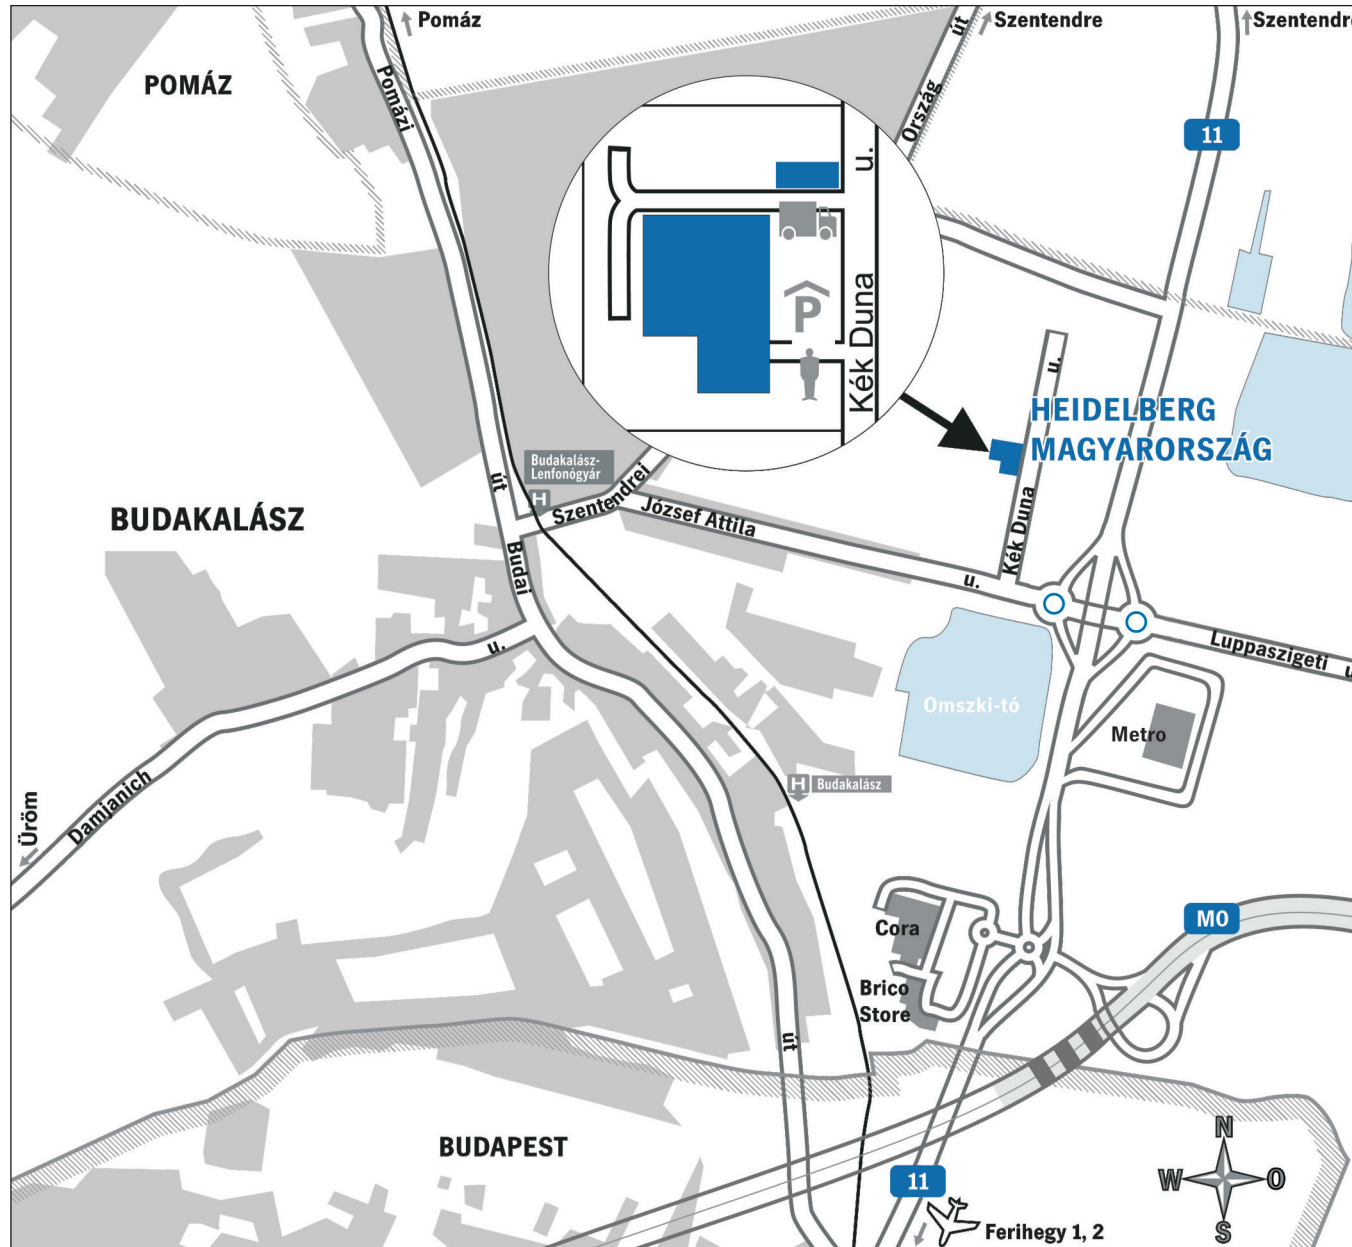 Pomáz
Szentendre
Szentendre
POMÁZ
Pomázi
út
Ország
11
u.
P
Kék Duna
u.
HEIDELBERG
MAGYARORSZÁG
Budakalász-
Lenfonógyár
H
út
Szentendrei
József Attila
u.
Kék Duna
BUDAKALÁSZ
Budai
u.
Luppaszigeti
u
Omszki-tó
Metro
H
Budakalász
Damjanich
Üröm
Cora
M0
Brico
Store
út
BUDAPEST
N
W
O
S
11
Ferihegy 1, 2